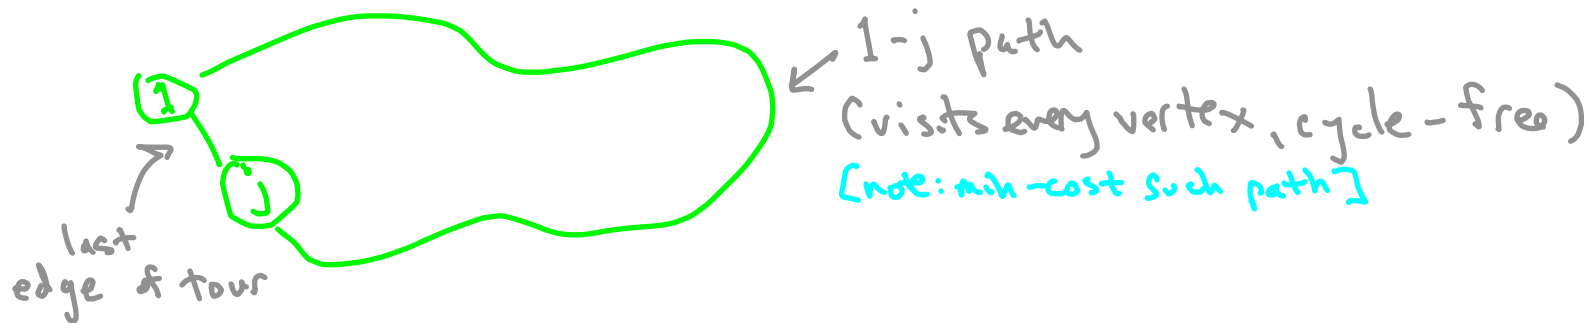 1-j path
(visits every vertex, cycle-free)
[note: min-cost such path]
1
j
last
edge of tour